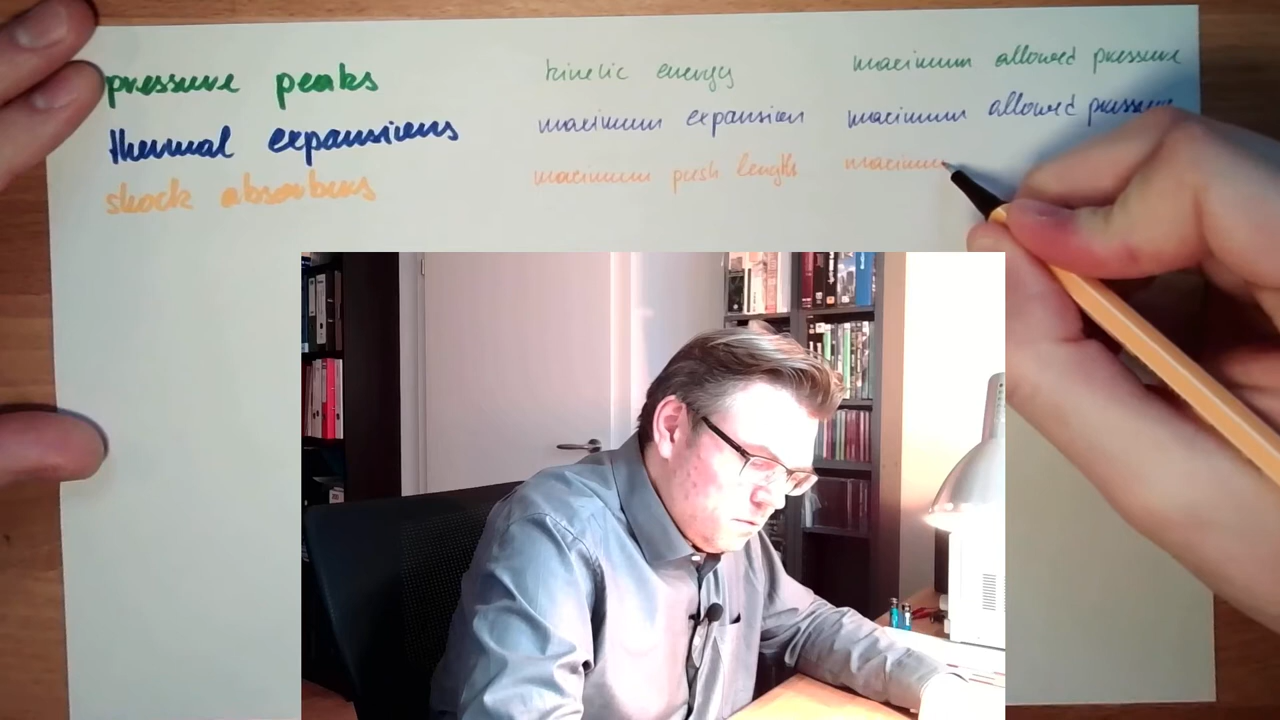 pressure peaks kinetic energy maximum allowed pressure
thermal expansions maximum expansion maximum allowed pressure
shock absorbers maximum push length maximum